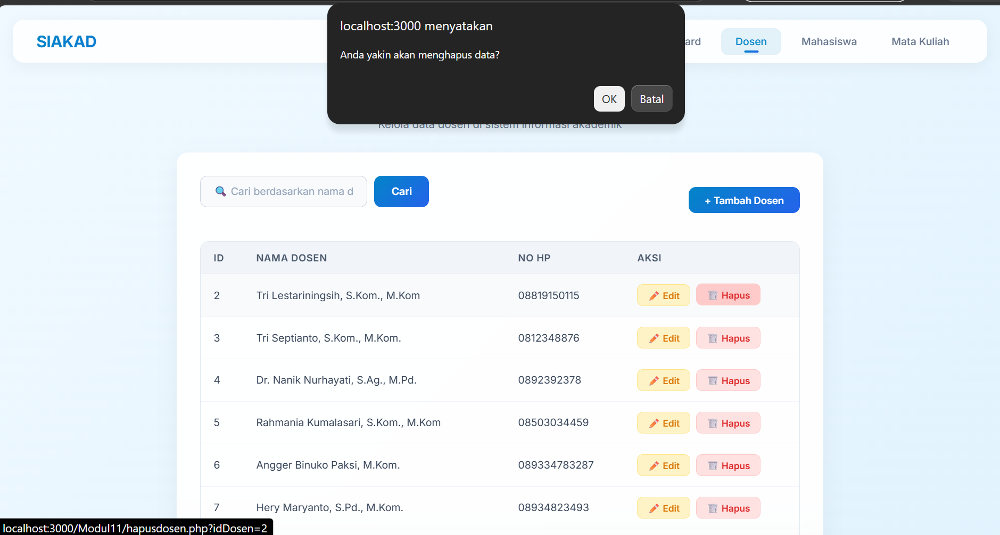 localhost:3000 menyatakan
Anda yakin akan menghapus data?
OK Batal
SIAKAD
ard Dosen Mahasiswa Mata Kuliah
Kelola data dosen di sistem informasi akademik
Cari berdasarkan nama d Cari
+ Tambah Dosen
ID NAMA DOSEN NO HP AKSI
2 Tri Lestariningsih, S.Kom., M.Kom 08819150115 Edit Hapus
3 Tri Septianto, S.Kom., M.Kom. 0812348876 Edit Hapus
4 Dr. Nanik Nurhayati, S.Ag., M.Pd. 0892392378 Edit Hapus
5 Rahmania Kumalasari, S.Kom., M.Kom 08503034459 Edit Hapus
6 Angger Binuko Paksi, M.Kom. 089334783287 Edit Hapus
7 Hery Maryanto, S.Pd., M.Kom. 08934823493 Edit Hapus
localhost:3000/Modul11/hapusdosen.php?idDosen=2